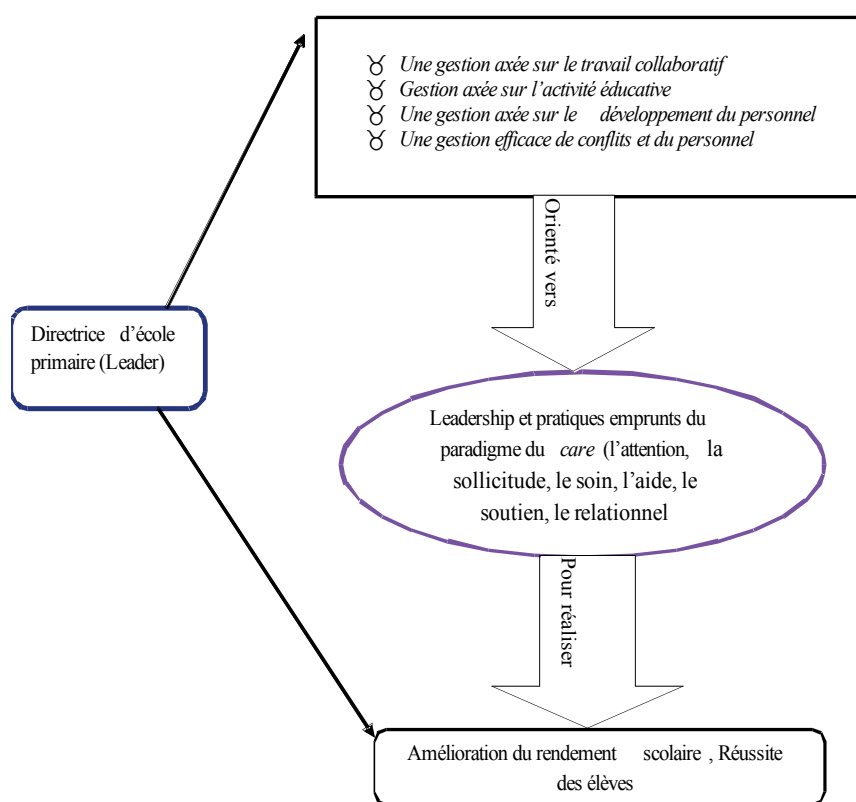 ♉ Une gestion axée sur le travail collaboratif
♉ Gestion axée sur l'activité éducative
♉ Une gestion axée sur le développement du personnel
♉ Une gestion efficace de conflits et du personnel
Orienté vers
Directrice d'école
primaire (Leader)
Leadership et pratiques emprunts du
paradigme du care (l'attention, la
sollicitude, le soin, l'aide, le
soutien, le relationnel
Pour réaliser
Amélioration du rendement scolaire , Réussite
des élèves